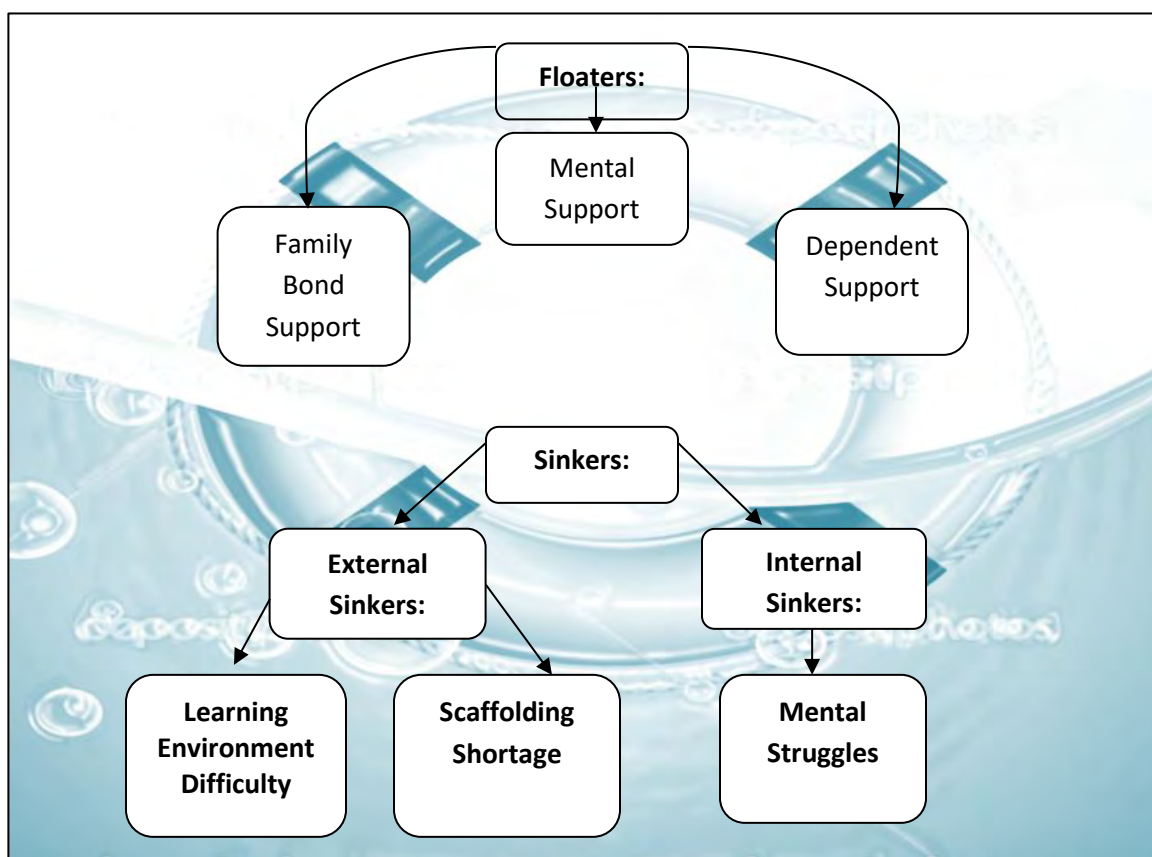 Floaters:
Mental
Support
Family
Bond
Support
Dependent
Support
Sinkers:
External
Sinkers:
Internal
Sinkers:
Learning
Environment
Difficulty
Scaffolding
Shortage
Mental
Struggles